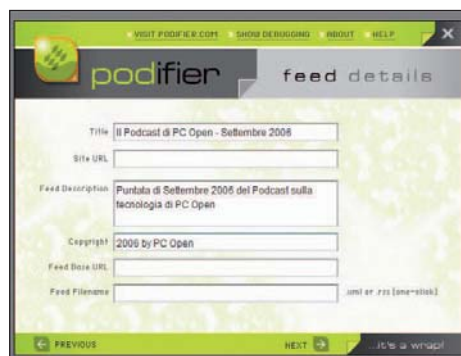 VISIT PODIFIER.COM SHOW DEBUGGING ABOUT HELP X
podifier feed details
Title Il Podcast di PC Open - Settembre 2006
Site URL
Feed Description Puntata di Settembre 2006 del Podcast sulla
tecnologia di PC Open
Copyright 2006 by PC Open
Feed Base URL
Feed Filename .xml or .rss [one-click]
PREVIOUS NEXT ...it's a wrap!